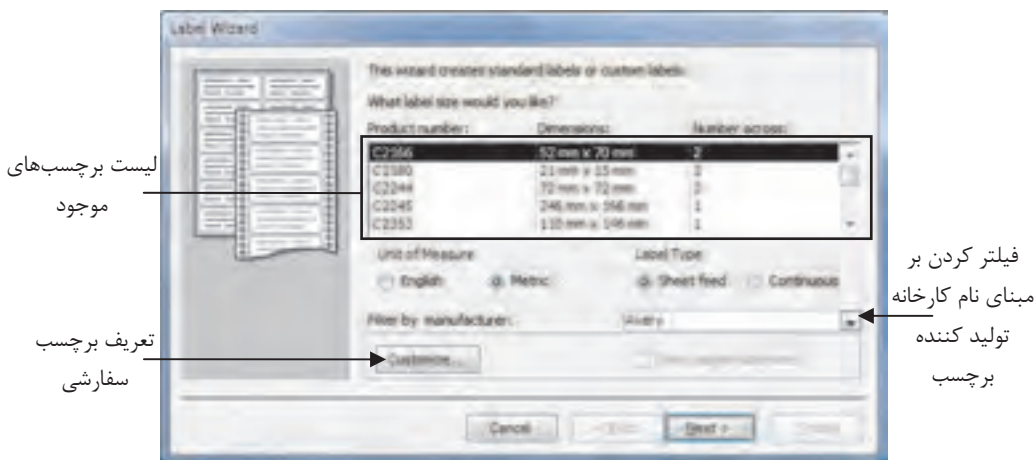 Label Wizard
This wizard creates standard labels or custom labels.
What label size would you like?
Product number: Dimensions: Number across:
C2166 52 mm x 70 mm 2
C2180 21 mm x 15 mm 3
C2244 72 mm x 72 mm 2
C2245 246 mm x 166 mm 1
C2353 110 mm x 146 mm 1
Unit of Measure Label Type
English Metric Sheet feed Continuous
Filter by manufacturer: Avery
Customize...
Cancel < Back Next > Finish
لیست برچسب‌های
موجود
تعریف برچسب
سفارشی
فیلتر کردن بر
مبنای نام کارخانه
تولید کننده
برچسب